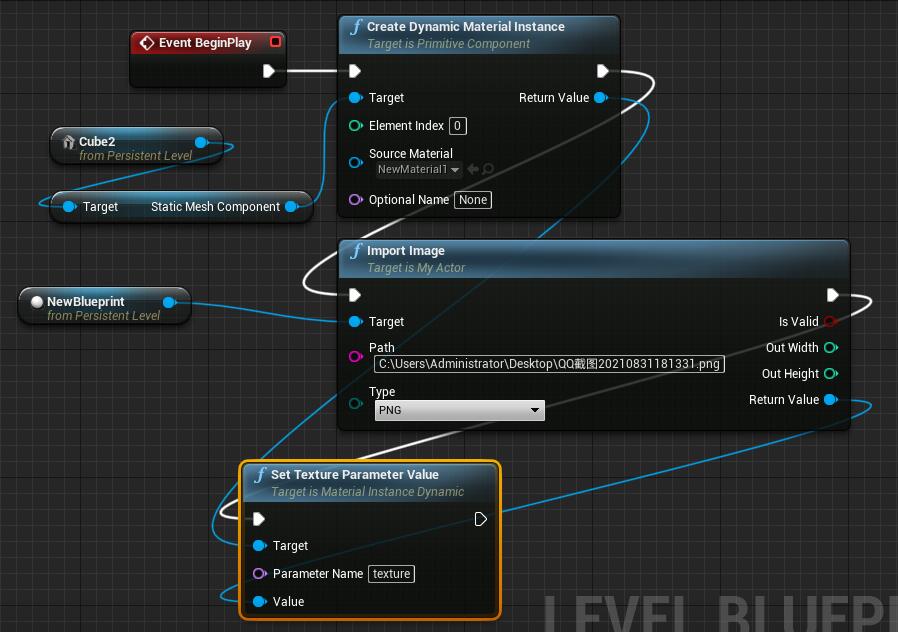 Event BeginPlay
Create Dynamic Material Instance
Target is Primitive Component
Target
Return Value
Element Index 0
Source Material
NewMaterial1
Optional Name None
Cube2
from Persistent Level
Target Static Mesh Component
Import Image
Target is My Actor
NewBlueprint
from Persistent Level
Target
Is Valid
Path
C:\Users\Administrator\Desktop\QQ截图20210831181331.png
Out Width
Out Height
Type
PNG
Return Value
Set Texture Parameter Value
Target is Material Instance Dynamic
Target
Parameter Name texture
Value
LEVEL BLUEP